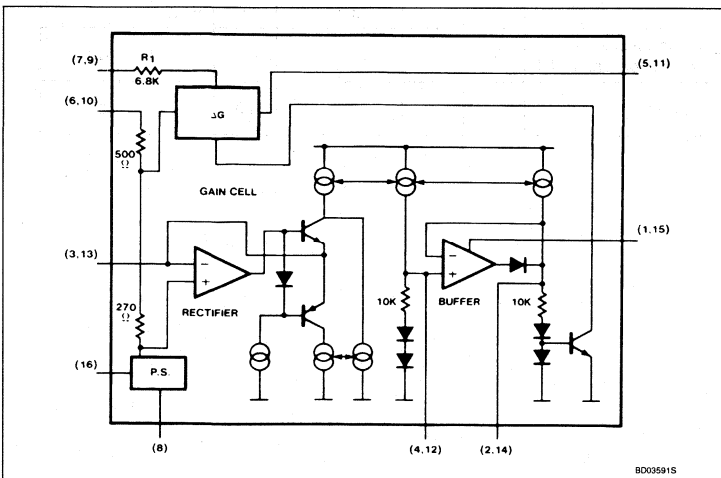 (7,9)
R1
6.8K
(5,11)
(6,10)
ΔG
500
Ω
GAIN CELL
(3,13)
(1,15)
−
+
RECTIFIER
−
+
BUFFER
10K
10K
270
Ω
(16)
P.S.
(8)
(4,12)
(2,14)
BD03591S